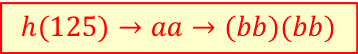 h(125) → aa → (bb)(bb)